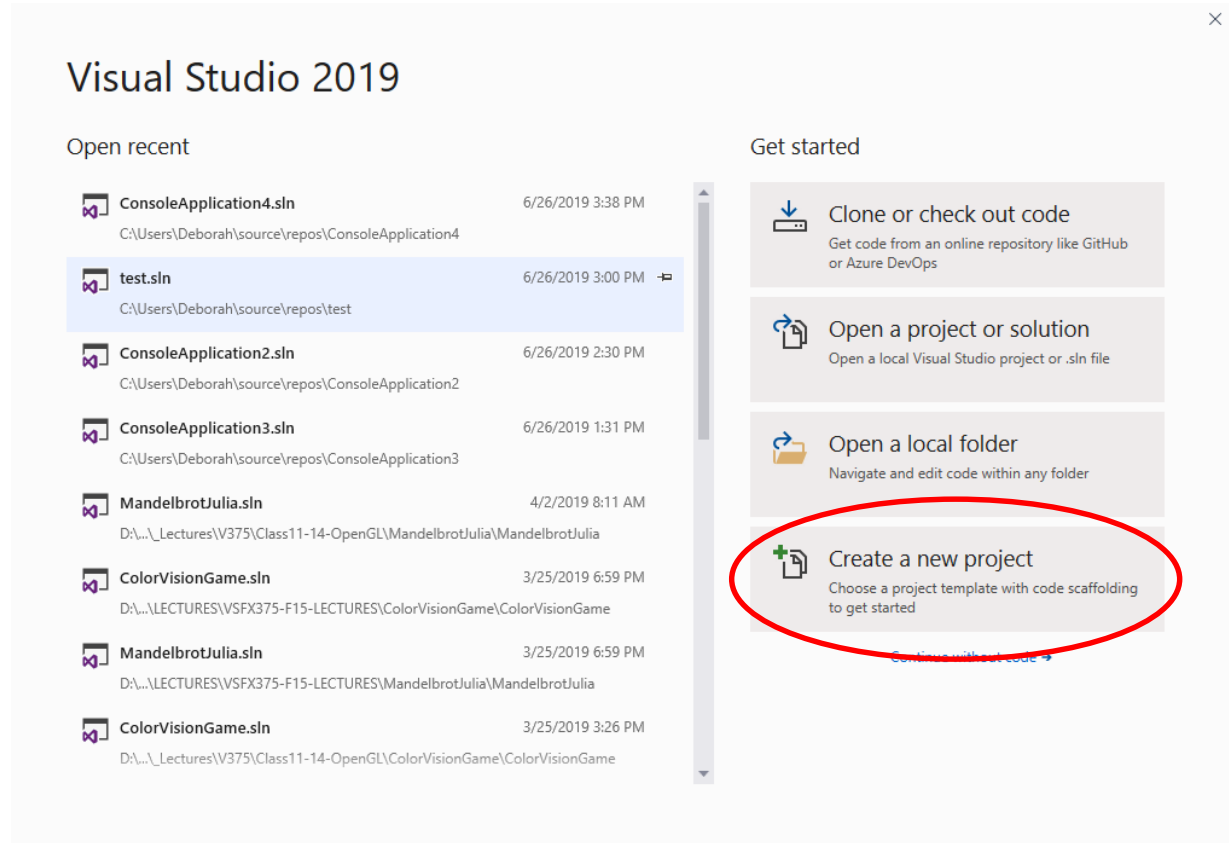 Visual Studio 2019
Open recent
ConsoleApplication4.sln 6/26/2019 3:38 PM
C:\Users\Deborah\source\repos\ConsoleApplication4
test.sln 6/26/2019 3:00 PM
C:\Users\Deborah\source\repos\test
ConsoleApplication2.sln 6/26/2019 2:30 PM
C:\Users\Deborah\source\repos\ConsoleApplication2
ConsoleApplication3.sln 6/26/2019 1:31 PM
C:\Users\Deborah\source\repos\ConsoleApplication3
MandelbrotJulia.sln 4/2/2019 8:11 AM
D:\...\_Lectures\V375\Class11-14-OpenGL\MandelbrotJulia\MandelbrotJulia
ColorVisionGame.sln 3/25/2019 6:59 PM
D:\...\LECTURES\VSFX375-F15-LECTURES\ColorVisionGame\ColorVisionGame
MandelbrotJulia.sln 3/25/2019 6:59 PM
D:\...\LECTURES\VSFX375-F15-LECTURES\MandelbrotJulia\MandelbrotJulia
ColorVisionGame.sln 3/25/2019 3:26 PM
D:\...\_Lectures\V375\Class11-14-OpenGL\ColorVisionGame\ColorVisionGame
Get started
Clone or check out code
Get code from an online repository like GitHub
or Azure DevOps
Open a project or solution
Open a local Visual Studio project or .sln file
Open a local folder
Navigate and edit code within any folder
Create a new project
Choose a project template with code scaffolding
to get started
Continue without code →